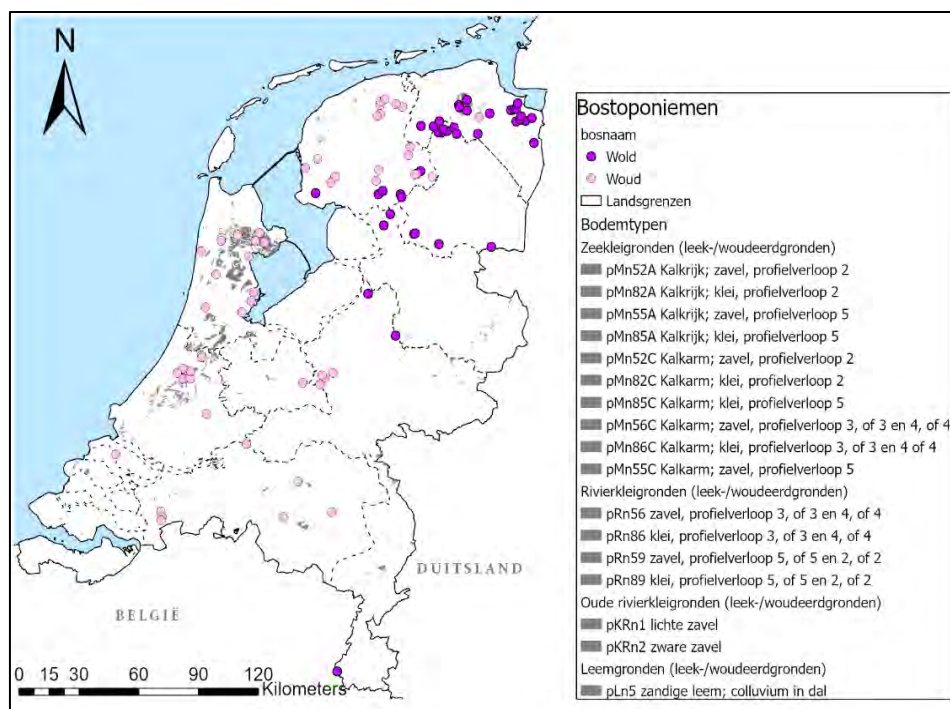 N
DUITSLAND
BELGIË
0 15 30 60 90 120
Kilometers
Bostoponiemen
bosnaam
Wold
Woud
Landsgrenzen
Bodemtypen
Zeekleigronden (leek-/woudeerdgronden)
pMn52A Kalkrijk; zavel, profielverloop 2
pMn82A Kalkrijk; klei, profielverloop 2
pMn55A Kalkrijk; zavel, profielverloop 5
pMn85A Kalkrijk; klei, profielverloop 5
pMn52C Kalkarm; zavel, profielverloop 2
pMn82C Kalkarm; klei, profielverloop 2
pMn85C Kalkarm; klei, profielverloop 5
pMn56C Kalkarm; zavel, profielverloop 3, of 3 en 4, of 4
pMn86C Kalkarm; klei, profielverloop 3, of 3 en 4 of 4
pMn55C Kalkarm; zavel, profielverloop 5
Rivierkleigronden (leek-/woudeerdgronden)
pRn56 zavel, profielverloop 3, of 3 en 4, of 4
pRn86 klei, profielverloop 3, of 3 en 4, of 4
pRn59 zavel, profielverloop 5, of 5 en 2, of 2
pRn89 klei, profielverloop 5, of 5 en 2, of 2
Oude rivierkleigronden (leek-/woudeerdgronden)
pKRn1 lichte zavel
pKRn2 zware zavel
Leemgronden (leek-/woudeerdgronden)
pLn5 zandige leem; colluvium in dal